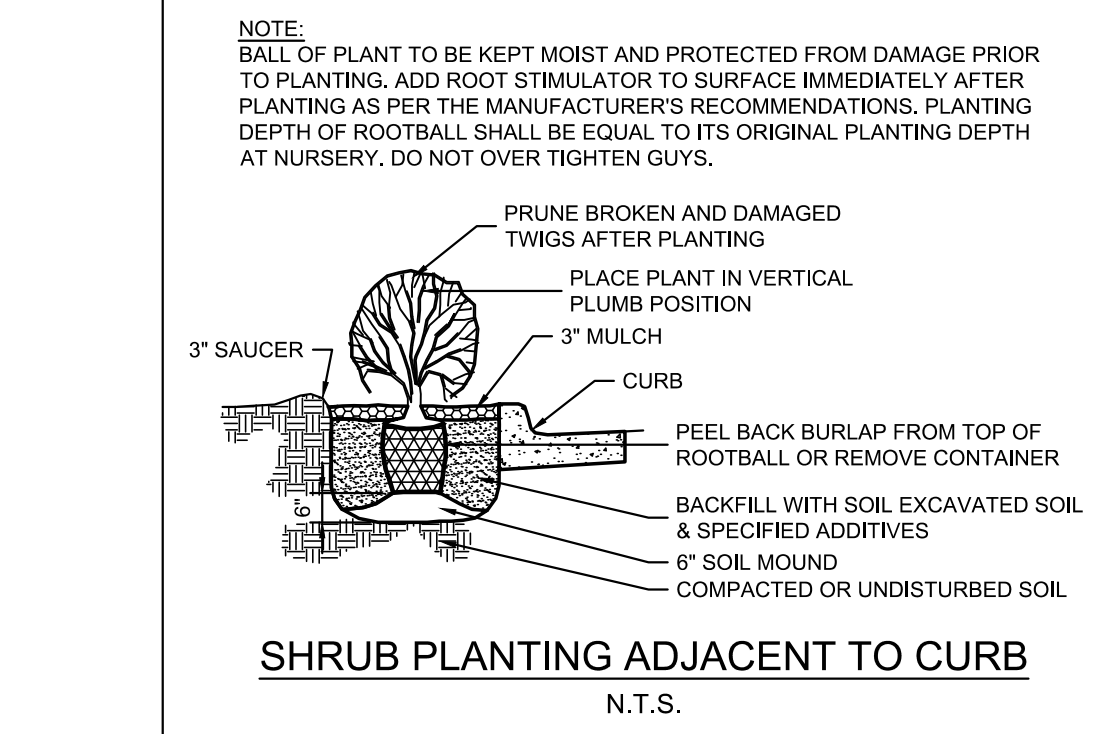 NOTE:
BALL OF PLANT TO BE KEPT MOIST AND PROTECTED FROM DAMAGE PRIOR
TO PLANTING. ADD ROOT STIMULATOR TO SURFACE IMMEDIATELY AFTER
PLANTING AS PER THE MANUFACTURER'S RECOMMENDATIONS. PLANTING
DEPTH OF ROOTBALL SHALL BE EQUAL TO ITS ORIGINAL PLANTING DEPTH
AT NURSERY. DO NOT OVER TIGHTEN GUYS.
PRUNE BROKEN AND DAMAGED
TWIGS AFTER PLANTING
PLACE PLANT IN VERTICAL
PLUMB POSITION
3" MULCH
3" SAUCER
CURB
PEEL BACK BURLAP FROM TOP OF
ROOTBALL OR REMOVE CONTAINER
BACKFILL WITH SOIL EXCAVATED SOIL
& SPECIFIED ADDITIVES
6"
6" SOIL MOUND
COMPACTED OR UNDISTURBED SOIL
SHRUB PLANTING ADJACENT TO CURB
N.T.S.